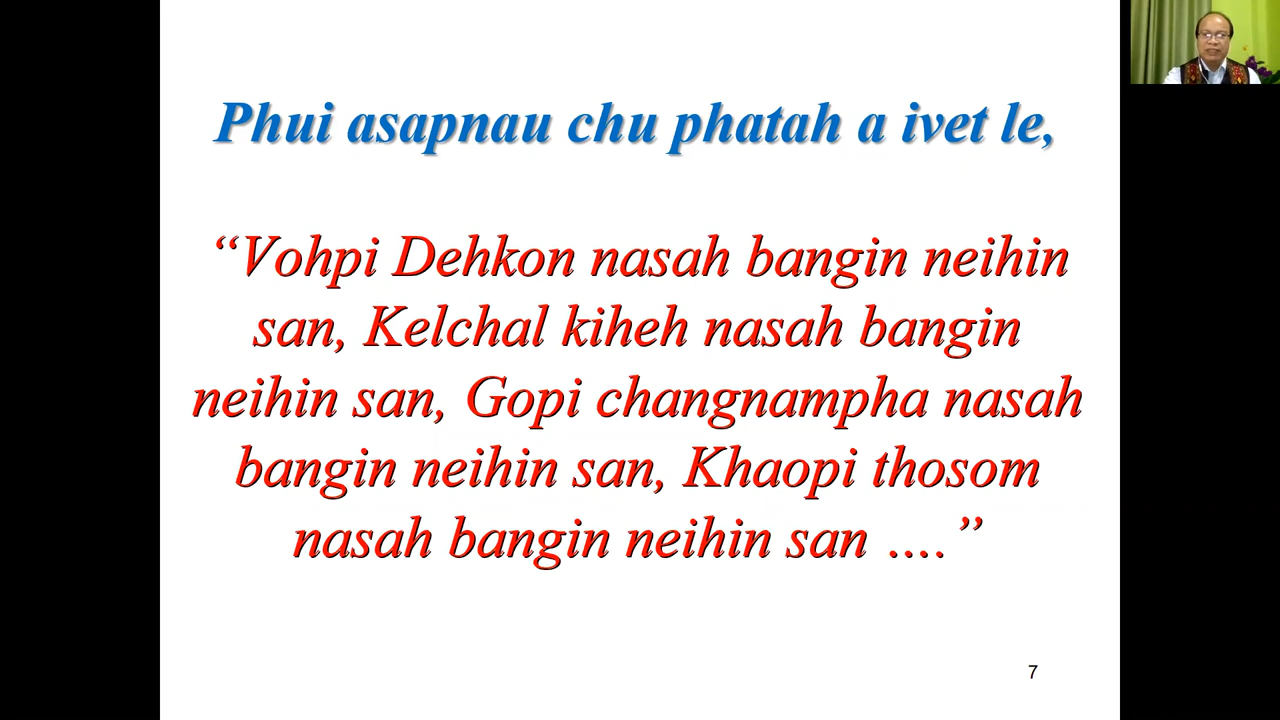 Phui asapnau chu phatah a ivet le,
“Vohpi Dehkon nasah bangin neihin
san, Kelchal kiheh nasah bangin
neihin san, Gopi changnampha nasah
bangin neihin san, Khaopi thosom
nasah bangin neihin san ….”
7